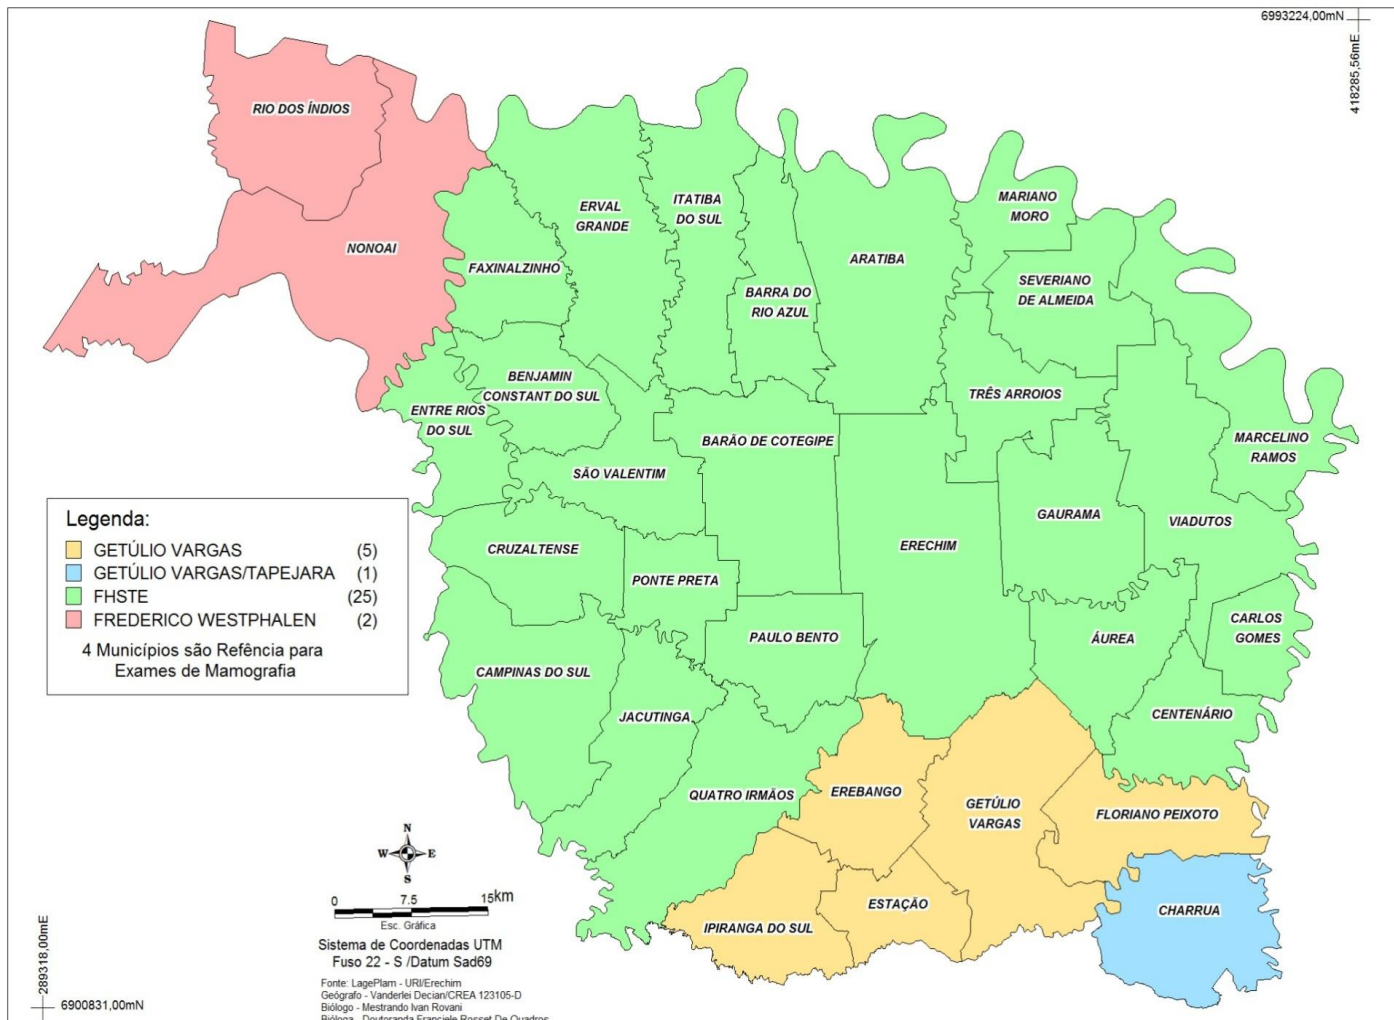 6993224,00mN
418285,56mE
RIO DOS ÍNDIOS
NONOAI
FAXINALZINHO
ERVAL
GRANDE
ITATIBA
DO SUL
BARRA DO
RIO AZUL
ARATIBA
MARIANO
MORO
SEVERIANO
DE ALMEIDA
BENJAMIN
CONSTANT DO SUL
ENTRE RIOS
DO SUL
TRÊS ARROIOS
BARÃO DE COTEGIPE
MARCELINO
RAMOS
SÃO VALENTIM
GAURAMA
VIADUTOS
CRUZALTENSE
ERECHIM
PONTE PRETA
PAULO BENTO
ÁUREA
CARLOS
GOMES
CAMPINAS DO SUL
JACUTINGA
CENTENÁRIO
QUATRO IRMÃOS
EREBANGO
GETÚLIO
VARGAS
FLORIANO PEIXOTO
IPIRANGA DO SUL
ESTAÇÃO
CHARRUA
Legenda:
GETÚLIO VARGAS (5)
GETÚLIO VARGAS/TAPEJARA (1)
FHSTE (25)
FREDERICO WESTPHALEN (2)
4 Municípios são Refência para
Exames de Mamografia
N
W E
S
0 7.5 15km
Esc. Gráfica
Sistema de Coordenadas UTM
Fuso 22 - S /Datum Sad69
Fonte: LagePlam - URI/Erechim
Geógrafo - Vanderlei Decian/CREA 123105-D
Biólogo - Mestrando Ivan Rovani
Bióloga - Doutoranda Franciele Rosset De Quadros
289318,00mE
6900831,00mN